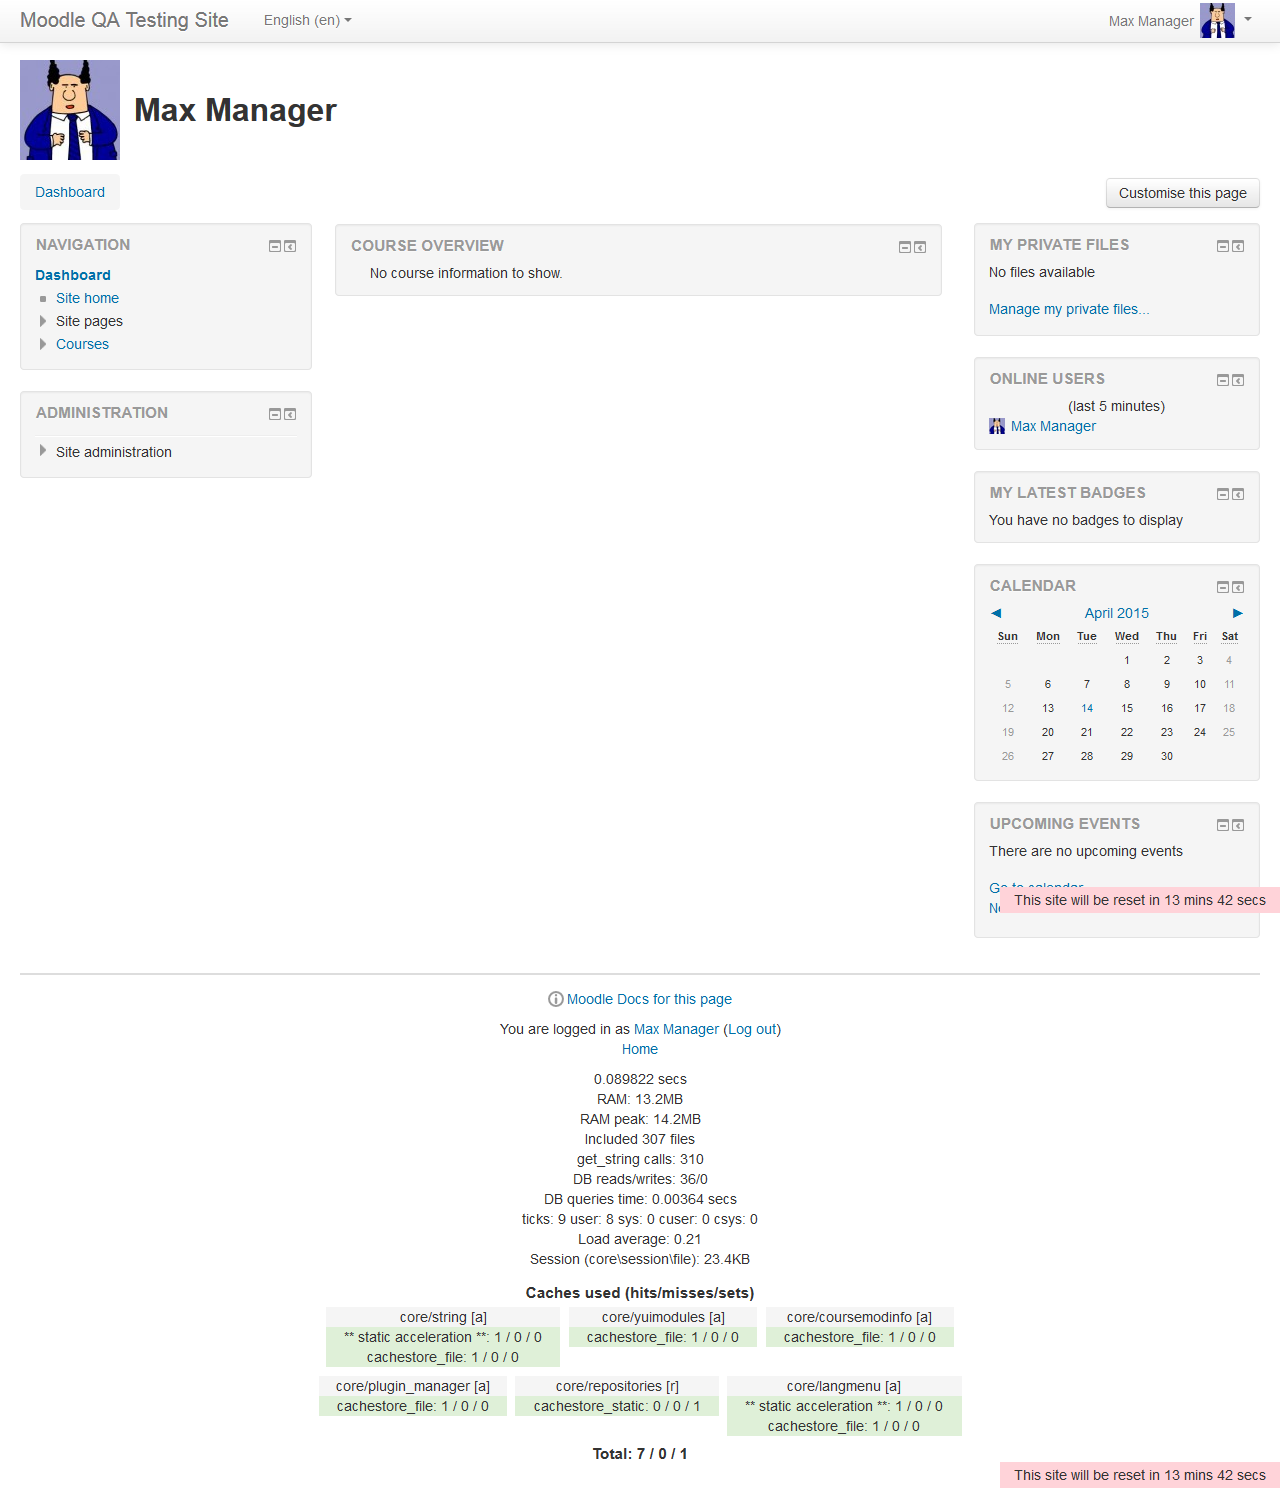 Moodle QA Testing Site
English (en)
Max Manager
Max Manager
Dashboard
Customise this page
NAVIGATION
Dashboard
Site home
Site pages
Courses
ADMINISTRATION
Site administration
COURSE OVERVIEW
No course information to show.
MY PRIVATE FILES
No files available
Manage my private files...
ONLINE USERS
(last 5 minutes)
Max Manager
MY LATEST BADGES
You have no badges to display
CALENDAR
◀ April 2015 ▶
Sun Mon Tue Wed Thu Fri Sat
1 2 3 4
5 6 7 8 9 10 11
12 13 14 15 16 17 18
19 20 21 22 23 24 25
26 27 28 29 30
UPCOMING EVENTS
There are no upcoming events
Go to calendar
This site will be reset in 13 mins 42 secs
Moodle Docs for this page
You are logged in as Max Manager (Log out)
Home
0.089822 secs
RAM: 13.2MB
RAM peak: 14.2MB
Included 307 files
get_string calls: 310
DB reads/writes: 36/0
DB queries time: 0.00364 secs
ticks: 9 user: 8 sys: 0 cuser: 0 csys: 0
Load average: 0.21
Session (core\session\file): 23.4KB
Caches used (hits/misses/sets)
core/string [a]
** static acceleration **: 1 / 0 / 0
cachestore_file: 1 / 0 / 0
core/yuimodules [a]
cachestore_file: 1 / 0 / 0
core/coursemodinfo [a]
cachestore_file: 1 / 0 / 0
core/plugin_manager [a]
cachestore_file: 1 / 0 / 0
core/repositories [r]
cachestore_static: 0 / 0 / 1
core/langmenu [a]
** static acceleration **: 1 / 0 / 0
cachestore_file: 1 / 0 / 0
Total: 7 / 0 / 1
This site will be reset in 13 mins 42 secs